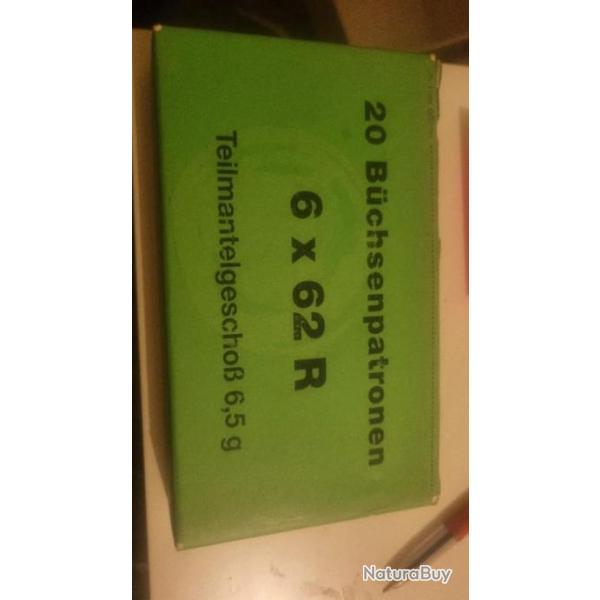 20 Büchsenpatronen
6 x 62 R
Teilmantelgeschoß 6,5 g
NaturaBuy